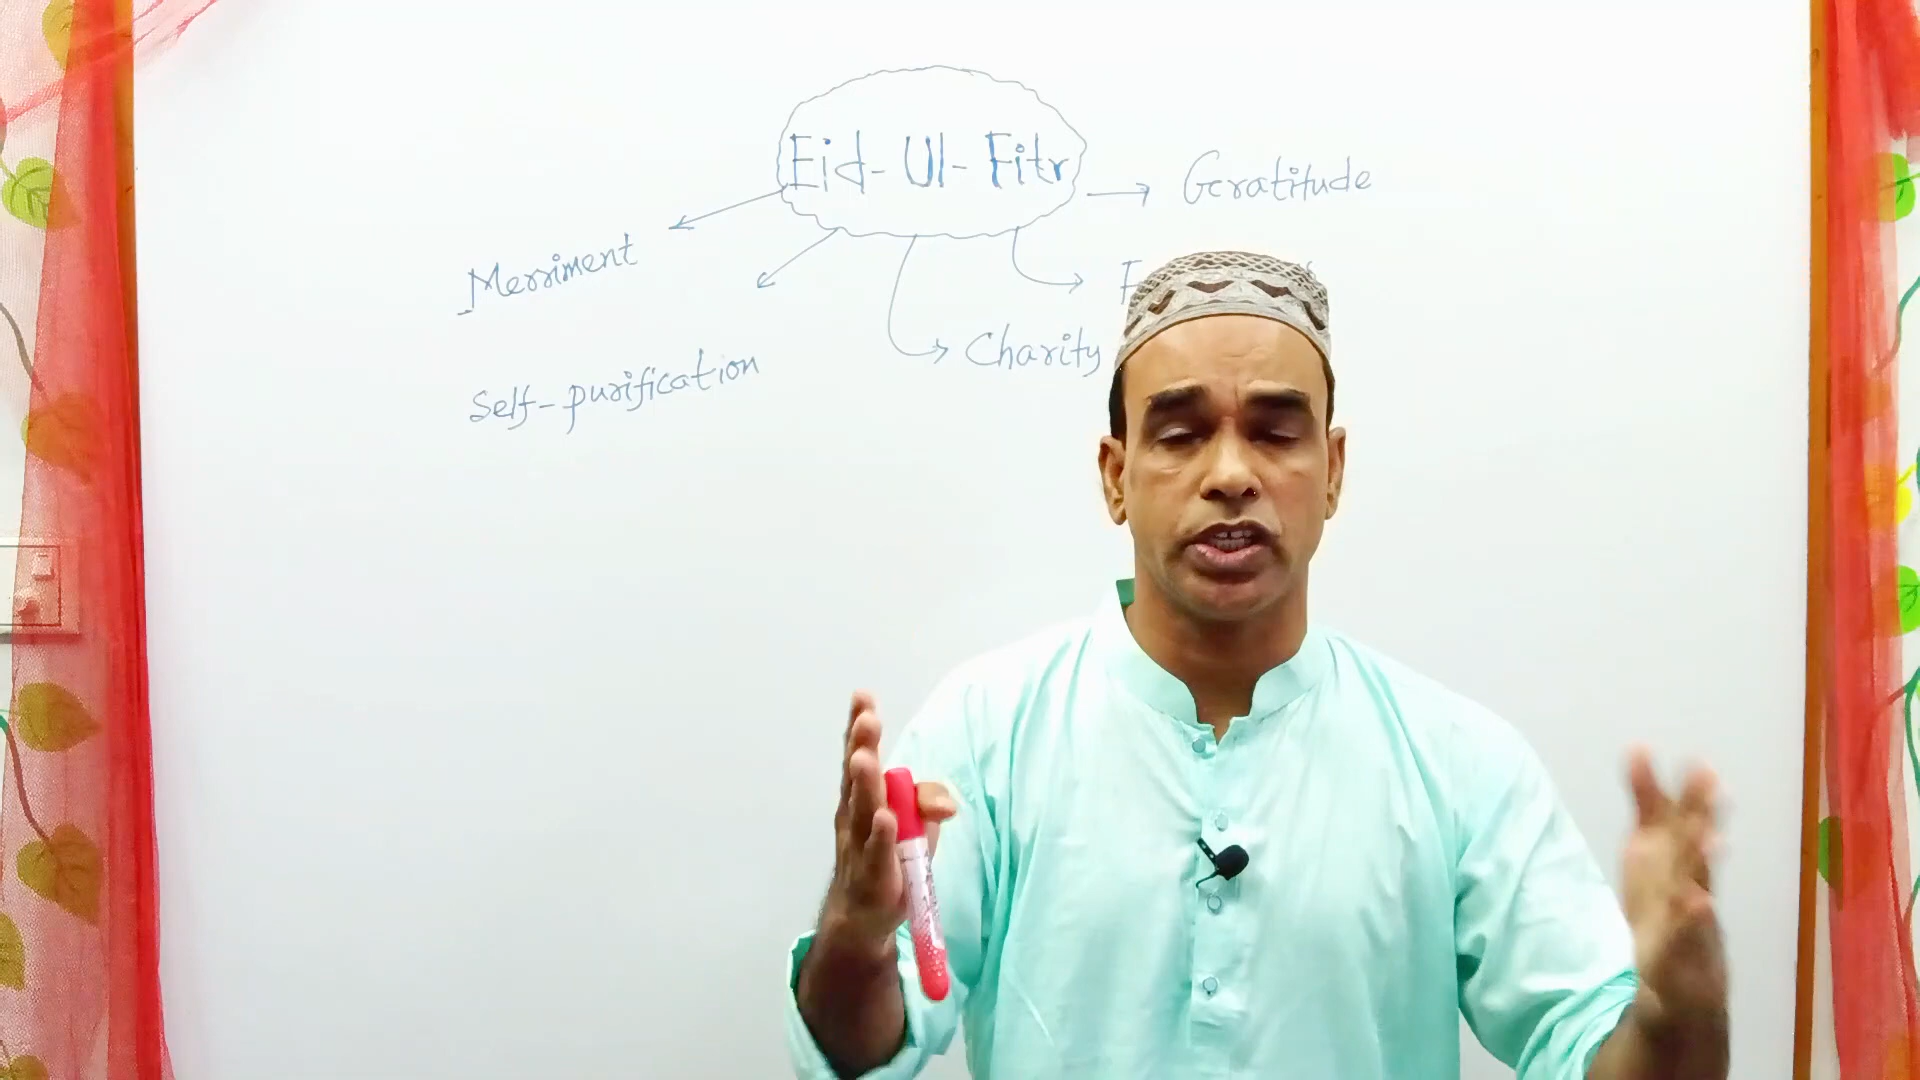 Eid-Ul-Fitr
Gratitude
Merriment
Charity
Self-purification